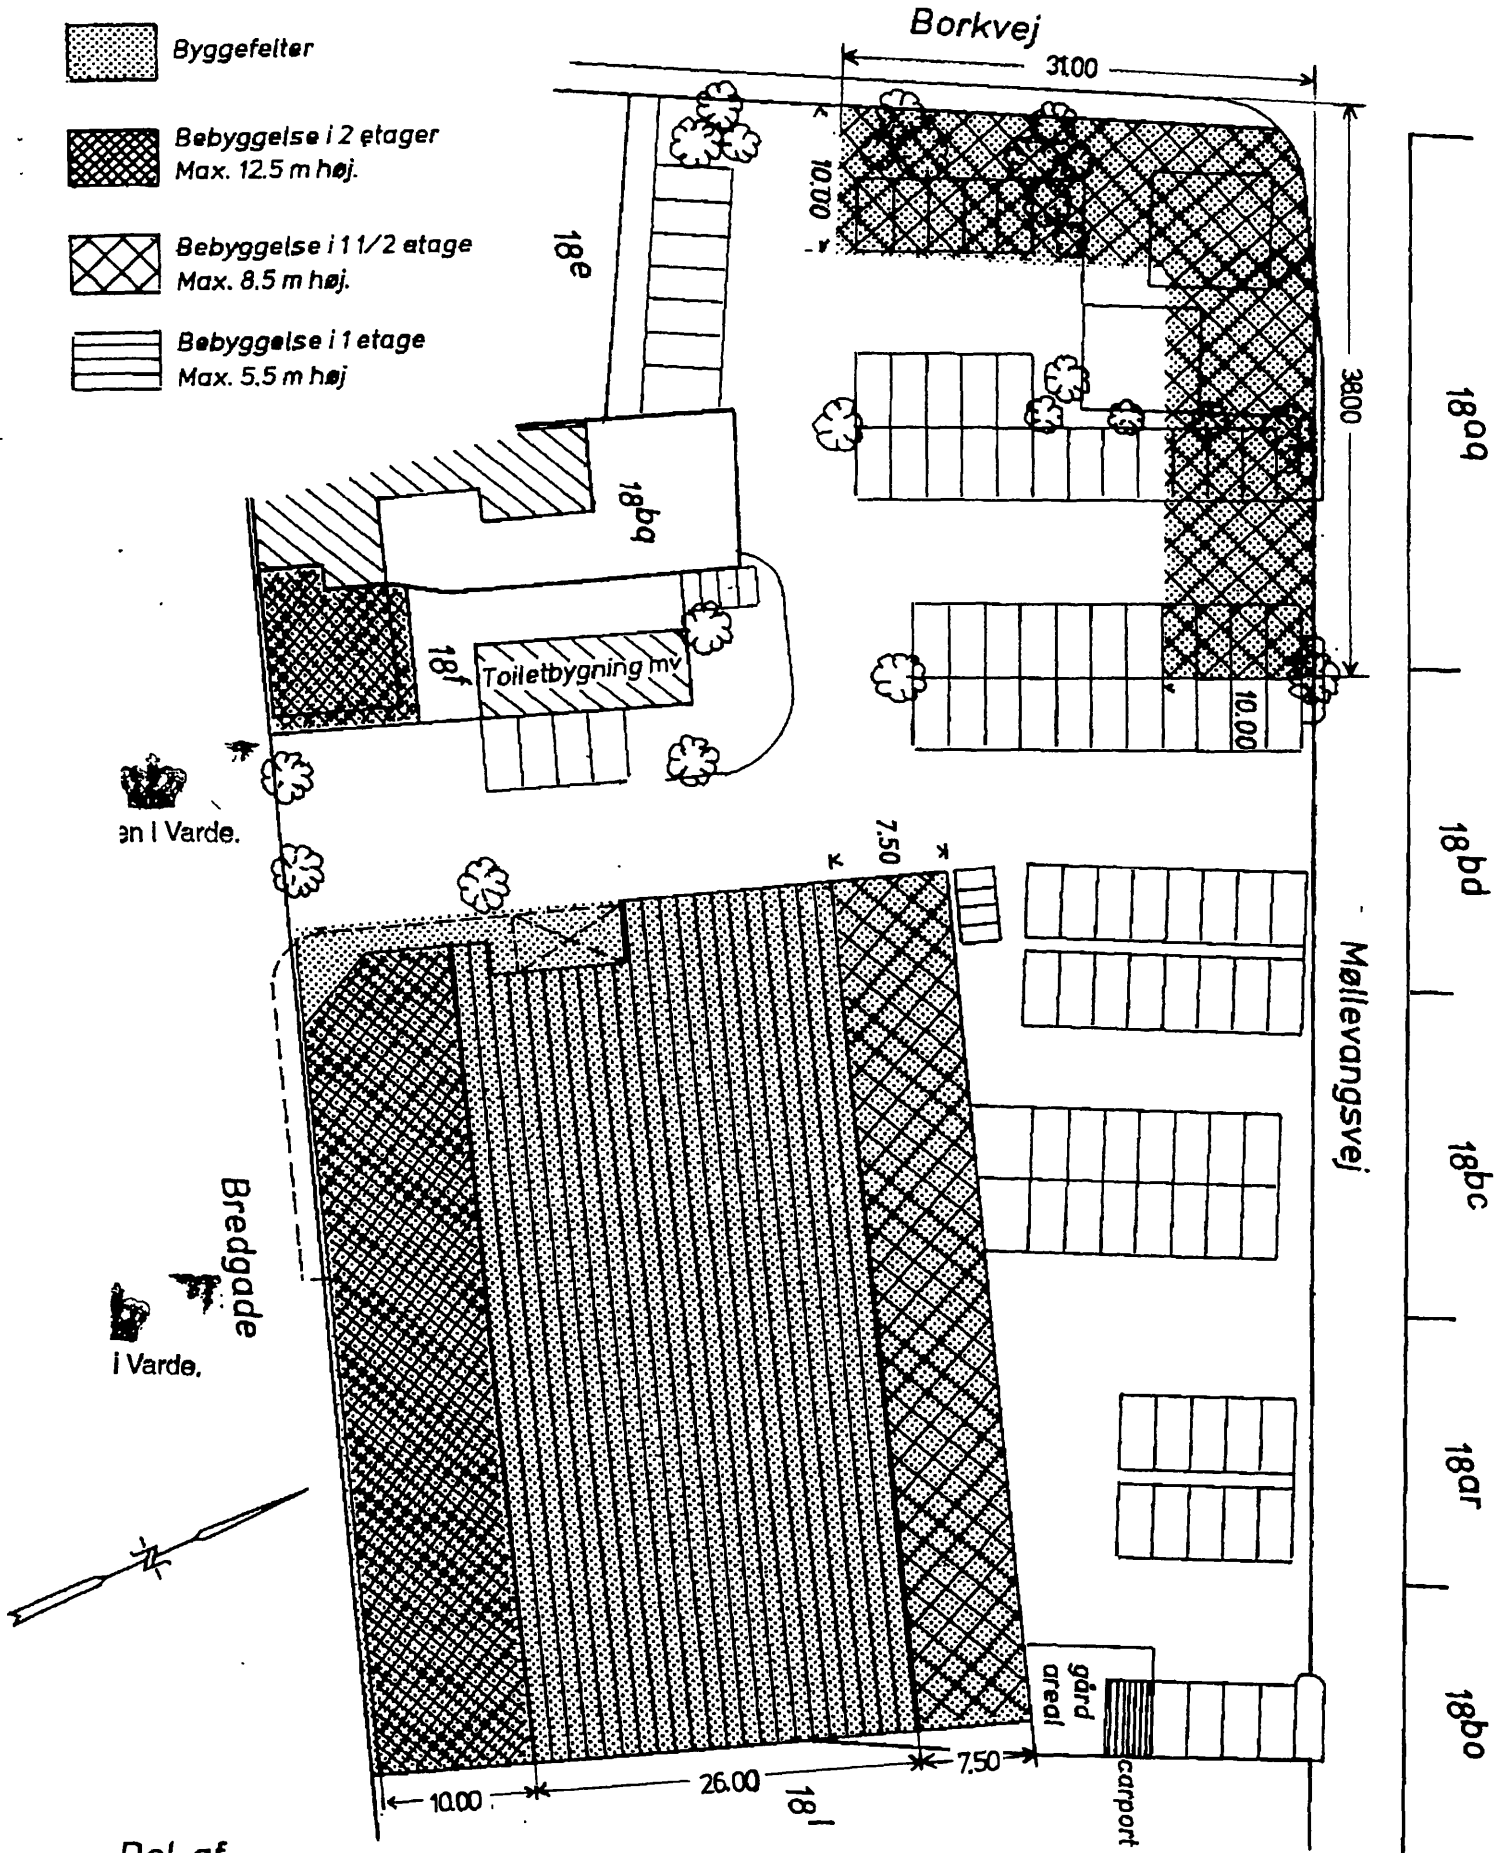 Borkvej
31.00
Byggefelter
Bebyggelse i 2 etager
Max. 12.5 m høj.
Bebyggelse i 1 1/2 etage
Max. 8.5 m høj.
Bebyggelse i 1 etage
Max. 5.5 m høj
10.00
18e
38.00
18aq
18bq
18f
Toiletbygning mv
10.00
en i Varde.
7.50
18bd
Møllevangsvej
18bc
Bredgade
i Varde.
18ar
gård
areal
18bo
7.50
26.00
10.00
18l
carport